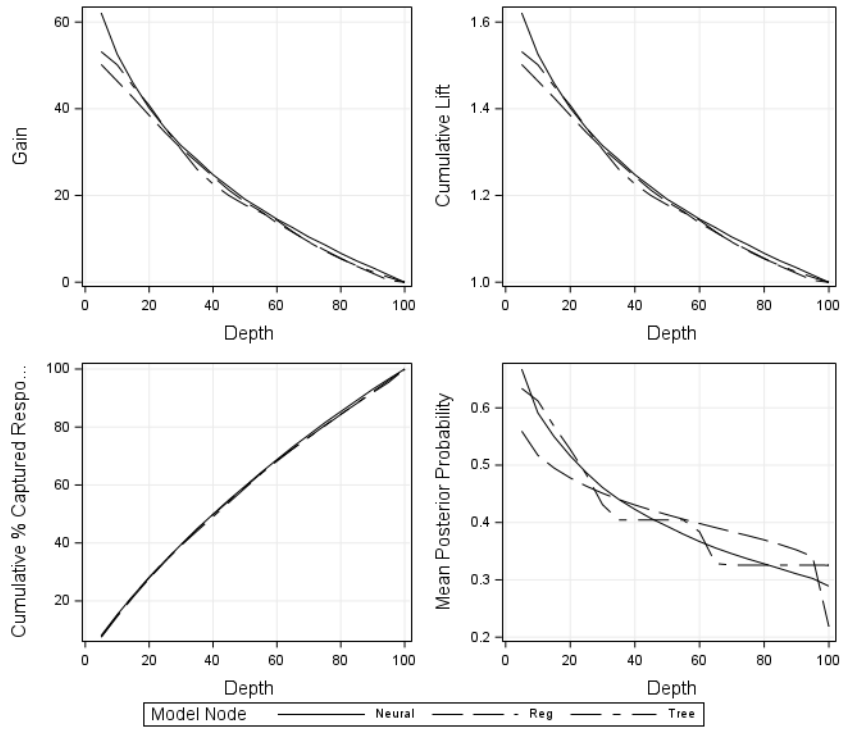 60
40
20
0
Gain
0 20 40 60 80 100
Depth
1.6
1.4
1.2
1.0
Cumulative Lift
0 20 40 60 80 100
Depth
100
80
60
40
20
Cumulative % Captured Respo...
0 20 40 60 80 100
Depth
0.6
0.5
0.4
0.3
0.2
Mean Posterior Probability
0 20 40 60 80 100
Depth
Model Node Neural Reg Tree